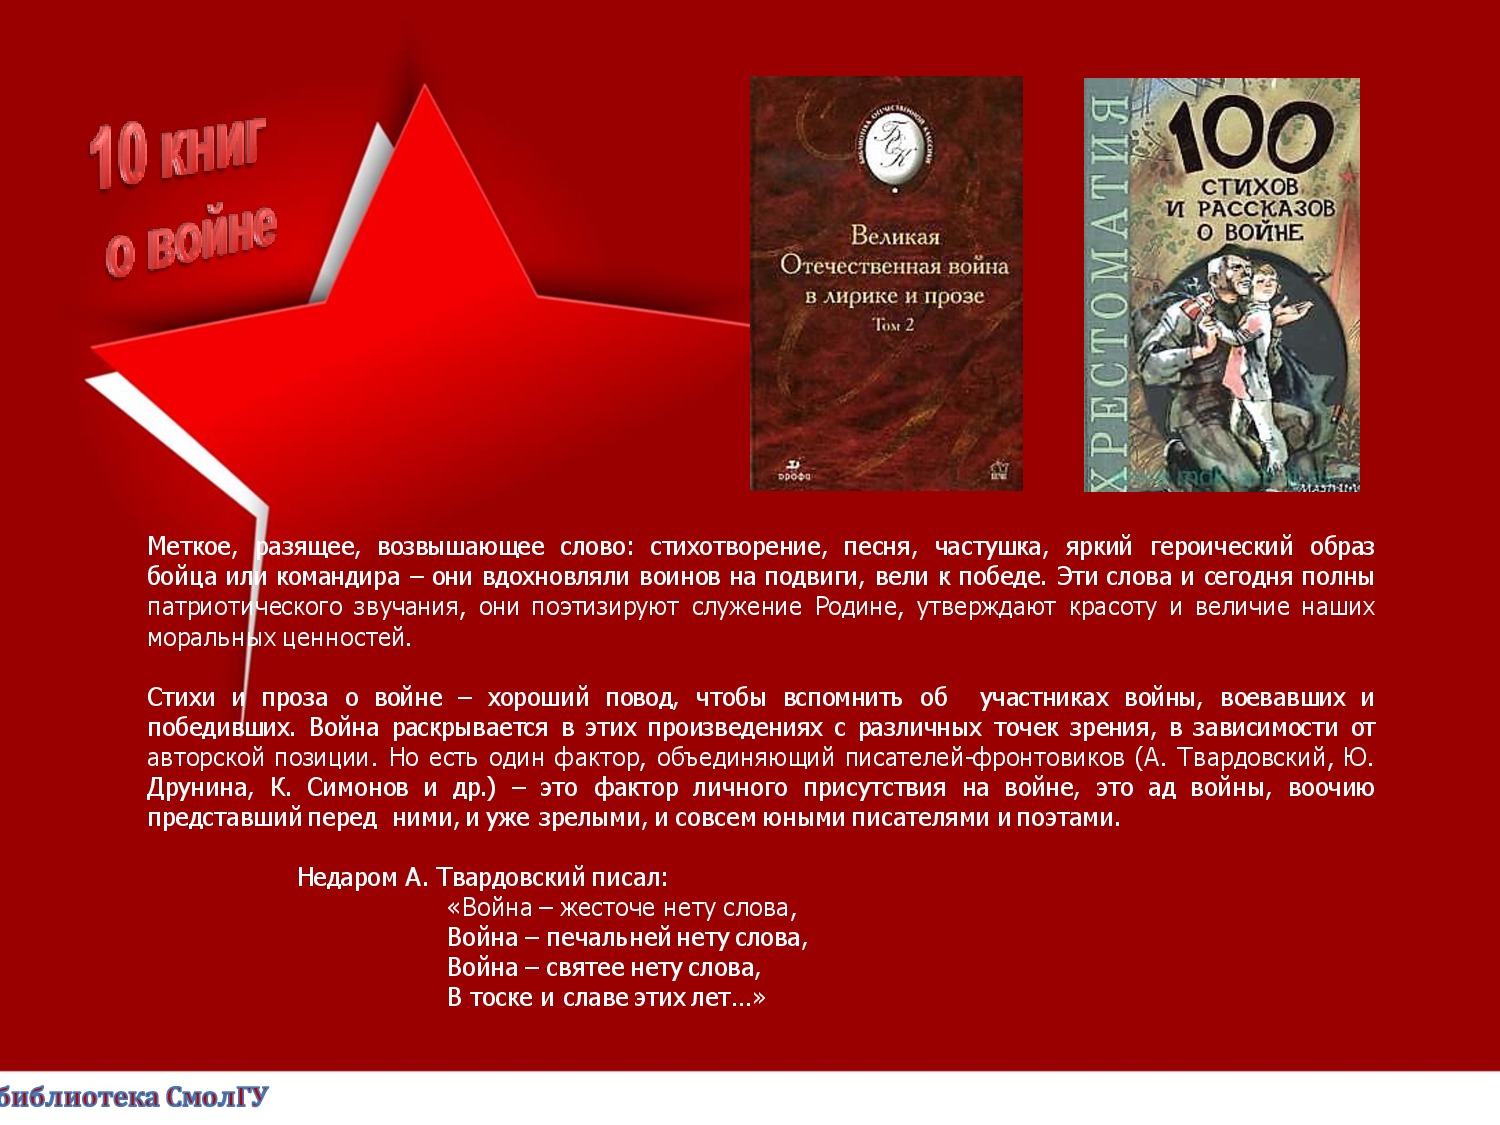 10 книг
о войне
БИБЛИОТЕКА ОТЕЧЕСТВЕННОЙ КЛАССИКИ
БОК
Великая
Отечественная война
в лирике и прозе
Том 2
дрофа
ХРЕСТОМАТИЯ
100
СТИХОВ
И РАССКАЗОВ
О ВОЙНЕ
Меткое, разящее, возвышающее слово: стихотворение, песня, частушка, яркий героический образ
бойца или командира – они вдохновляли воинов на подвиги, вели к победе. Эти слова и сегодня полны
патриотического звучания, они поэтизируют служение Родине, утверждают красоту и величие наших
моральных ценностей.
Стихи и проза о войне – хороший повод, чтобы вспомнить об участниках войны, воевавших и
победивших. Война раскрывается в этих произведениях с различных точек зрения, в зависимости от
авторской позиции. Но есть один фактор, объединяющий писателей-фронтовиков (А. Твардовский, Ю.
Друнина, К. Симонов и др.) – это фактор личного присутствия на войне, это ад войны, воочию
представший перед ними, и уже зрелыми, и совсем юными писателями и поэтами.
Недаром А. Твардовский писал:
«Война – жесточе нету слова,
Война – печальней нету слова,
Война – святее нету слова,
В тоске и славе этих лет…»
библиотека СмолГУ